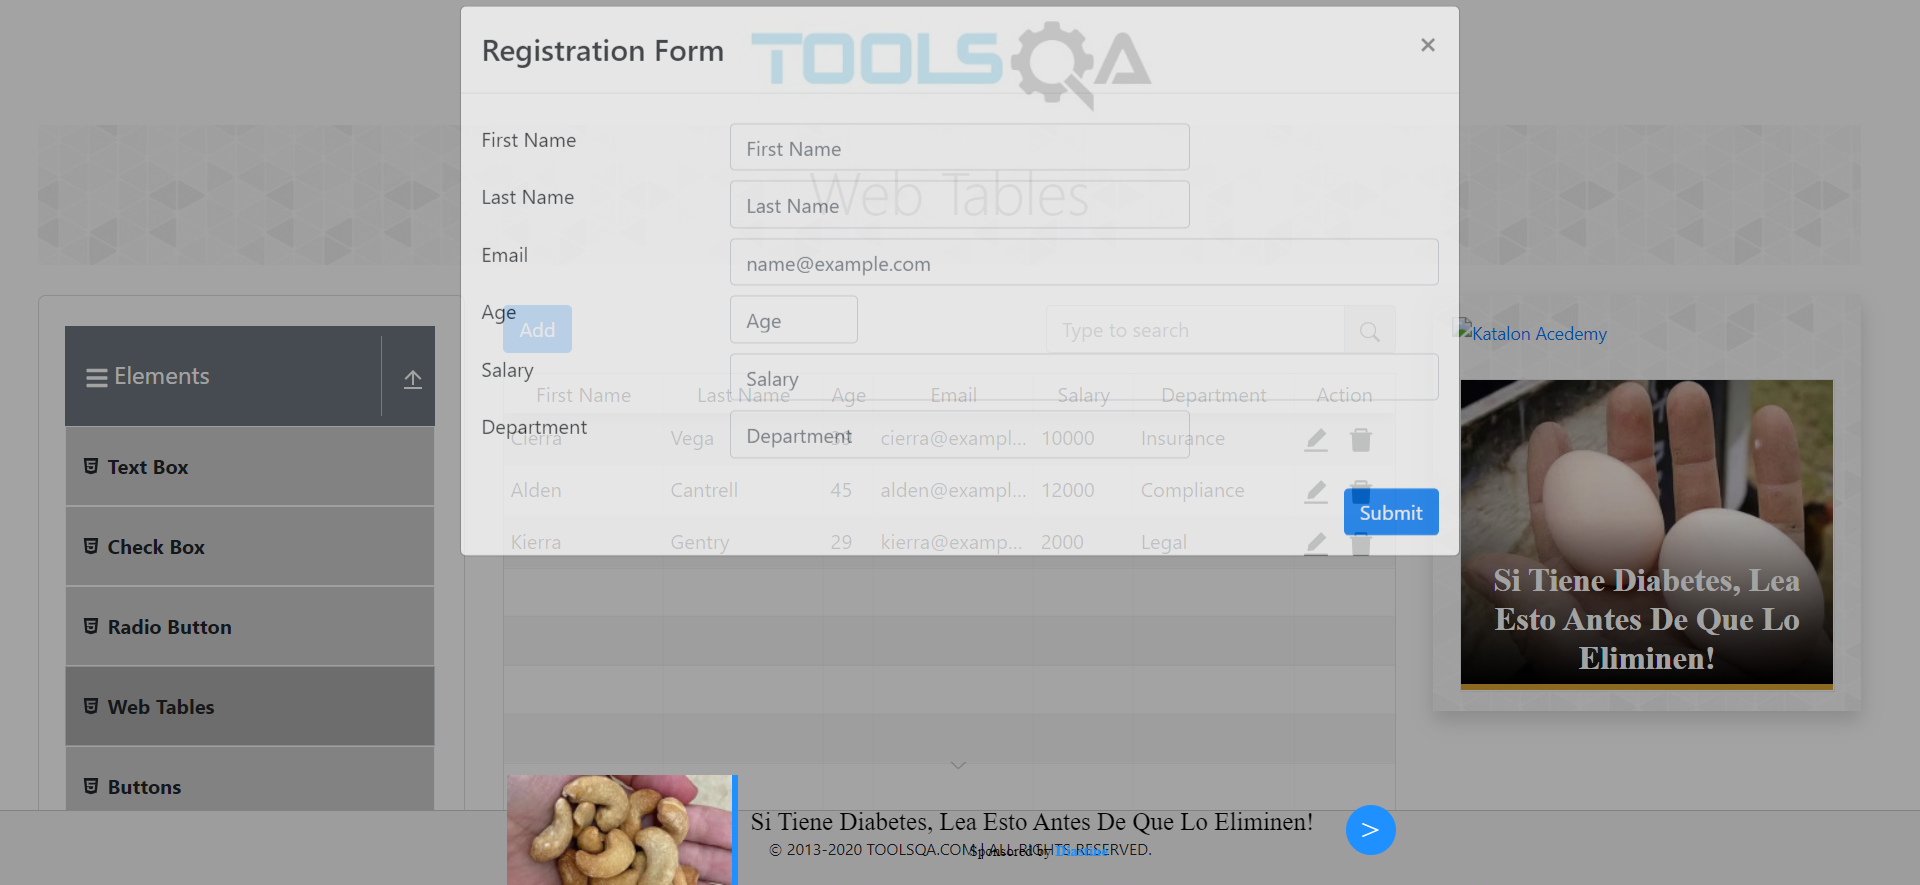 TOOLSQA
Registration Form
×
First Name
First Name
Web Tables
Last Name
Last Name
Email
name@example.com
Age
Age
Add
Type to search
Katalon Acedemy
Elements
Salary
Salary
First Name Last Name Age Email Salary Department Action
Department
Department
Cierra Vega 39 cierra@exampl... 10000 Insurance
Alden Cantrell 45 alden@exampl... 12000 Compliance
Submit
Kierra Gentry 29 kierra@examp... 2000 Legal
Text Box
Check Box
Radio Button
Web Tables
Buttons
Si Tiene Diabetes, Lea
Esto Antes De Que Lo
Eliminen!
Si Tiene Diabetes, Lea Esto Antes De Que Lo Eliminen!
>
© 2013-2020 TOOLSQA.COM | ALL RIGHTS RESERVED.
Sponsored by